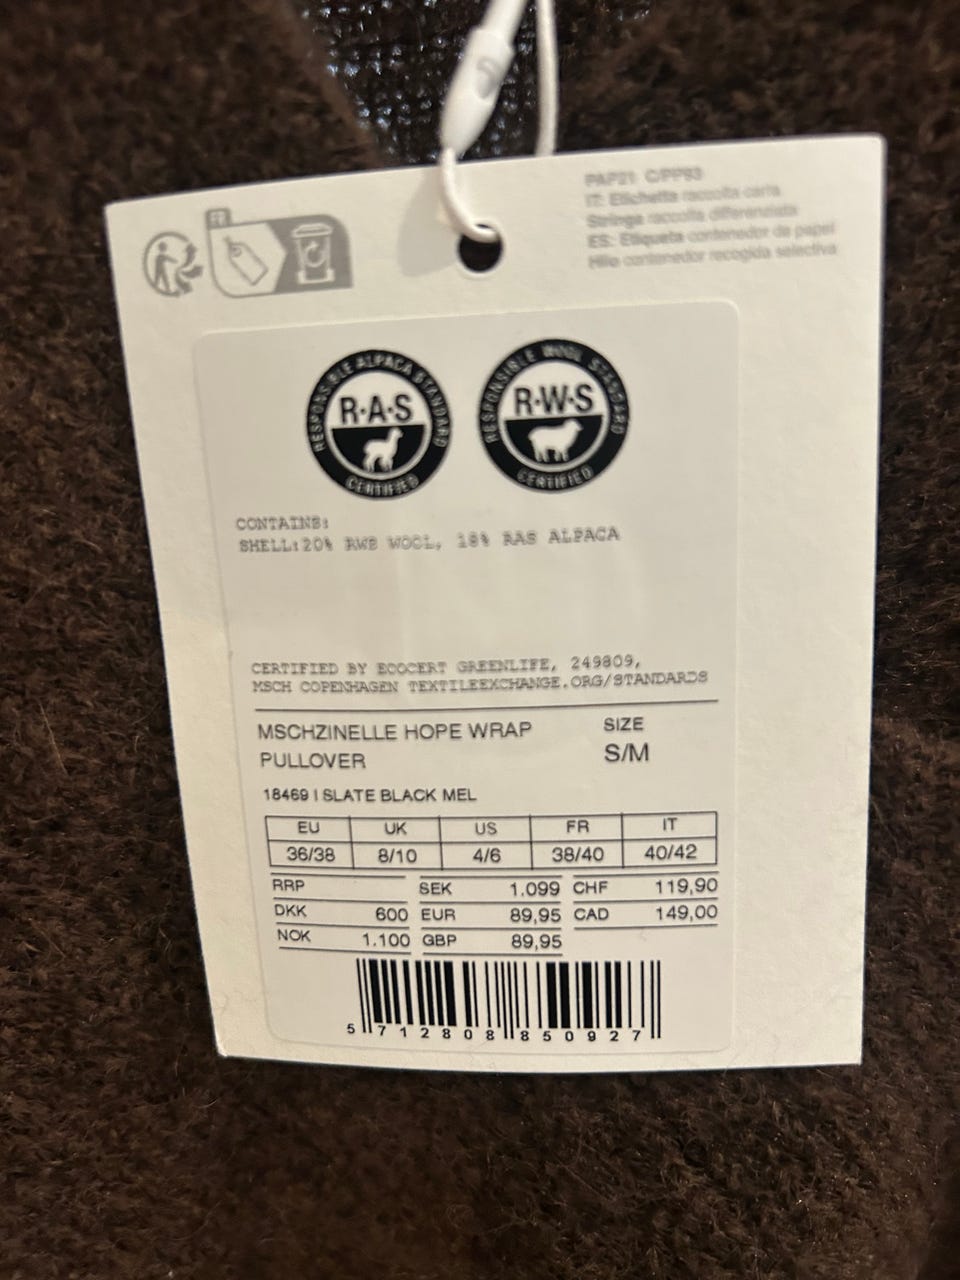 PAP21 C/PP93
IT: Etichetta raccolta carta
Stringa raccolta differenziata
ES: Etiqueta contenedor de papel
Hilo contenedor recogida selectiva
FR
RESPONSIBLE ALPACA STANDARD
R·A·S
CERTIFIED
RESPONSIBLE WOOL STANDARD
R·W·S
CERTIFIED
CONTAINS:
SHELL:20% RWS WOOL, 18% RAS ALPACA
CERTIFIED BY ECOCERT GREENLIFE, 249809,
MSCH COPENHAGEN TEXTILEEXCHANGE.ORG/STANDARDS
MSCHZINELLE HOPE WRAP
PULLOVER
SIZE
S/M
18469 | SLATE BLACK MEL
EU UK US FR IT
36/38 8/10 4/6 38/40 40/42
RRP SEK 1.099 CHF 119,90
DKK 600 EUR 89,95 CAD 149,00
NOK 1.100 GBP 89,95
5 712808 850927